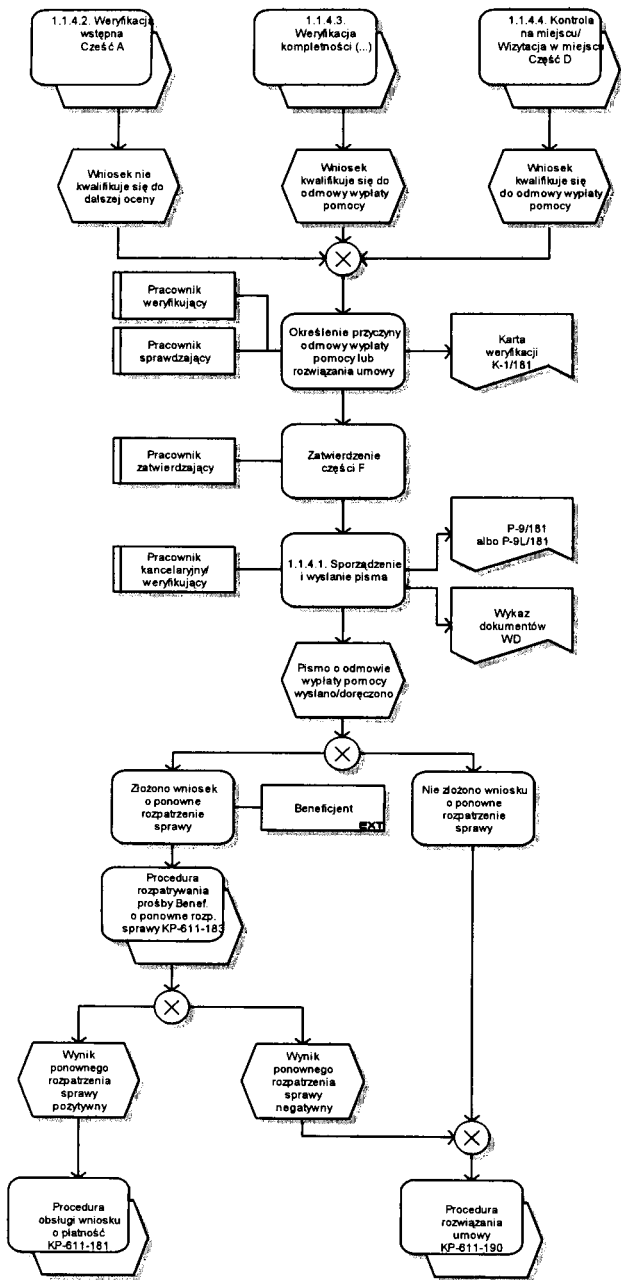 1.1.4.2. Weryfikacja
wstępna
Cześć A
1.1.4.3.
Weryfikacja
kompletności (...)
1.1.4.4. Kontrola
na miejscu/
Wizytacja w miejscu
Część D
Wniosek nie
kwalifikuje się do
dalszej oceny
Wniosek
kwalifikuje się do
odmowy wypłaty
pomocy
Wniosek
kwalifikuje się
do odmowy wypłaty
pomocy
Pracownik
weryfikujący
Pracownik
sprawdzający
Określenie przyczyny
odmowy wypłaty
pomocy lub
rozwiązania umowy
Karta
weryfikacji
K-1/181
Pracownik
zatwierdzający
Zatwierdzenie
części F
Pracownik
kancelaryjny/
weryfikujący
1.1.4.1. Sporządzenie
i wysłanie pisma
P-9/181
albo P-9L/181
Wykaz
dokumentów
WD
Pismo o odmowie
wypłaty pomocy
wysłano/doręczono
Złożono wniosek
o ponowne
rozpatrzenie
sprawy
Beneficjent
EXT
Nie złożono wniosku
o ponowne
rozpatrzenie
sprawy
Procedura
rozpatrywania
prośby Benef.
o ponowne rozp.
sprawy KP-611-183
Wynik
ponownego
rozpatrzenia
sprawy
pozytywny
Wynik
ponownego
rozpatrzenia
sprawy
negatywny
Procedura
obsługi wniosku
o płatność
KP-611-181
Procedura
rozwiązania
umowy
KP-611-190